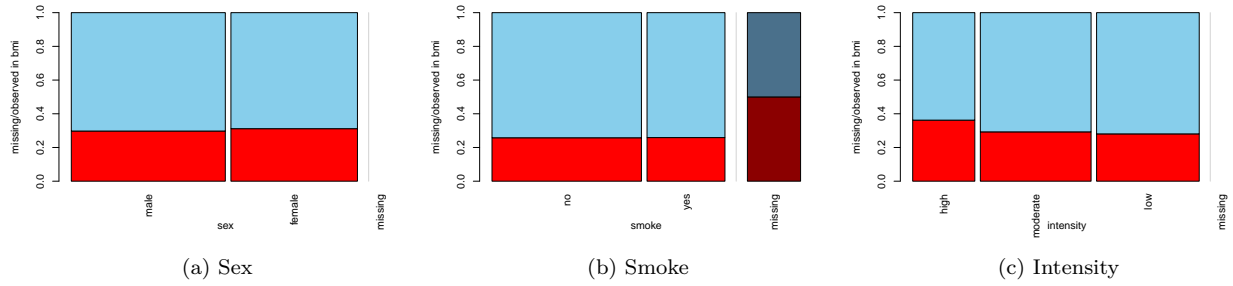 missing/observed in bmi
0.0 0.2 0.4 0.6 0.8 1.0
male
female
missing
sex
(a) Sex
missing/observed in bmi
0.0 0.2 0.4 0.6 0.8 1.0
no
yes
missing
smoke
(b) Smoke
missing/observed in bmi
0.0 0.2 0.4 0.6 0.8 1.0
high
moderate
low
missing
intensity
(c) Intensity